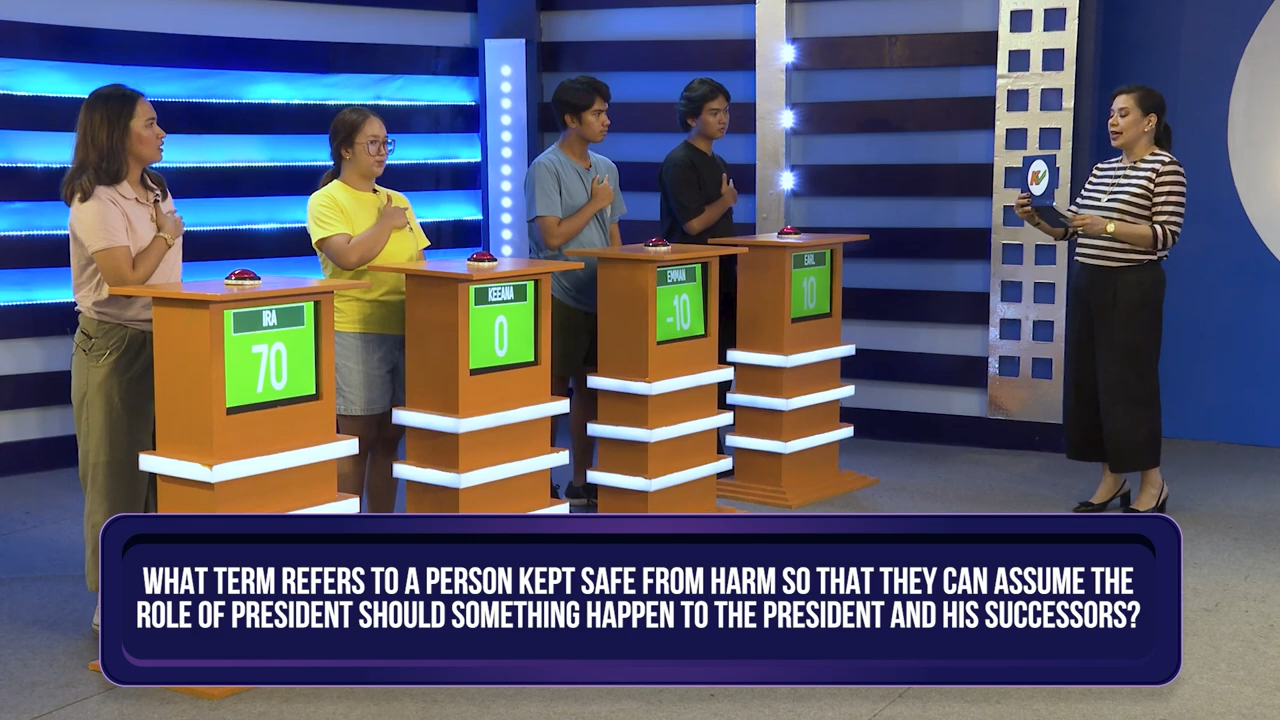 IRA
70
KEEANA
0
EMMAN
-10
EARL
10
KV
WHAT TERM REFERS TO A PERSON KEPT SAFE FROM HARM SO THAT THEY CAN ASSUME THE
ROLE OF PRESIDENT SHOULD SOMETHING HAPPEN TO THE PRESIDENT AND HIS SUCCESSORS?